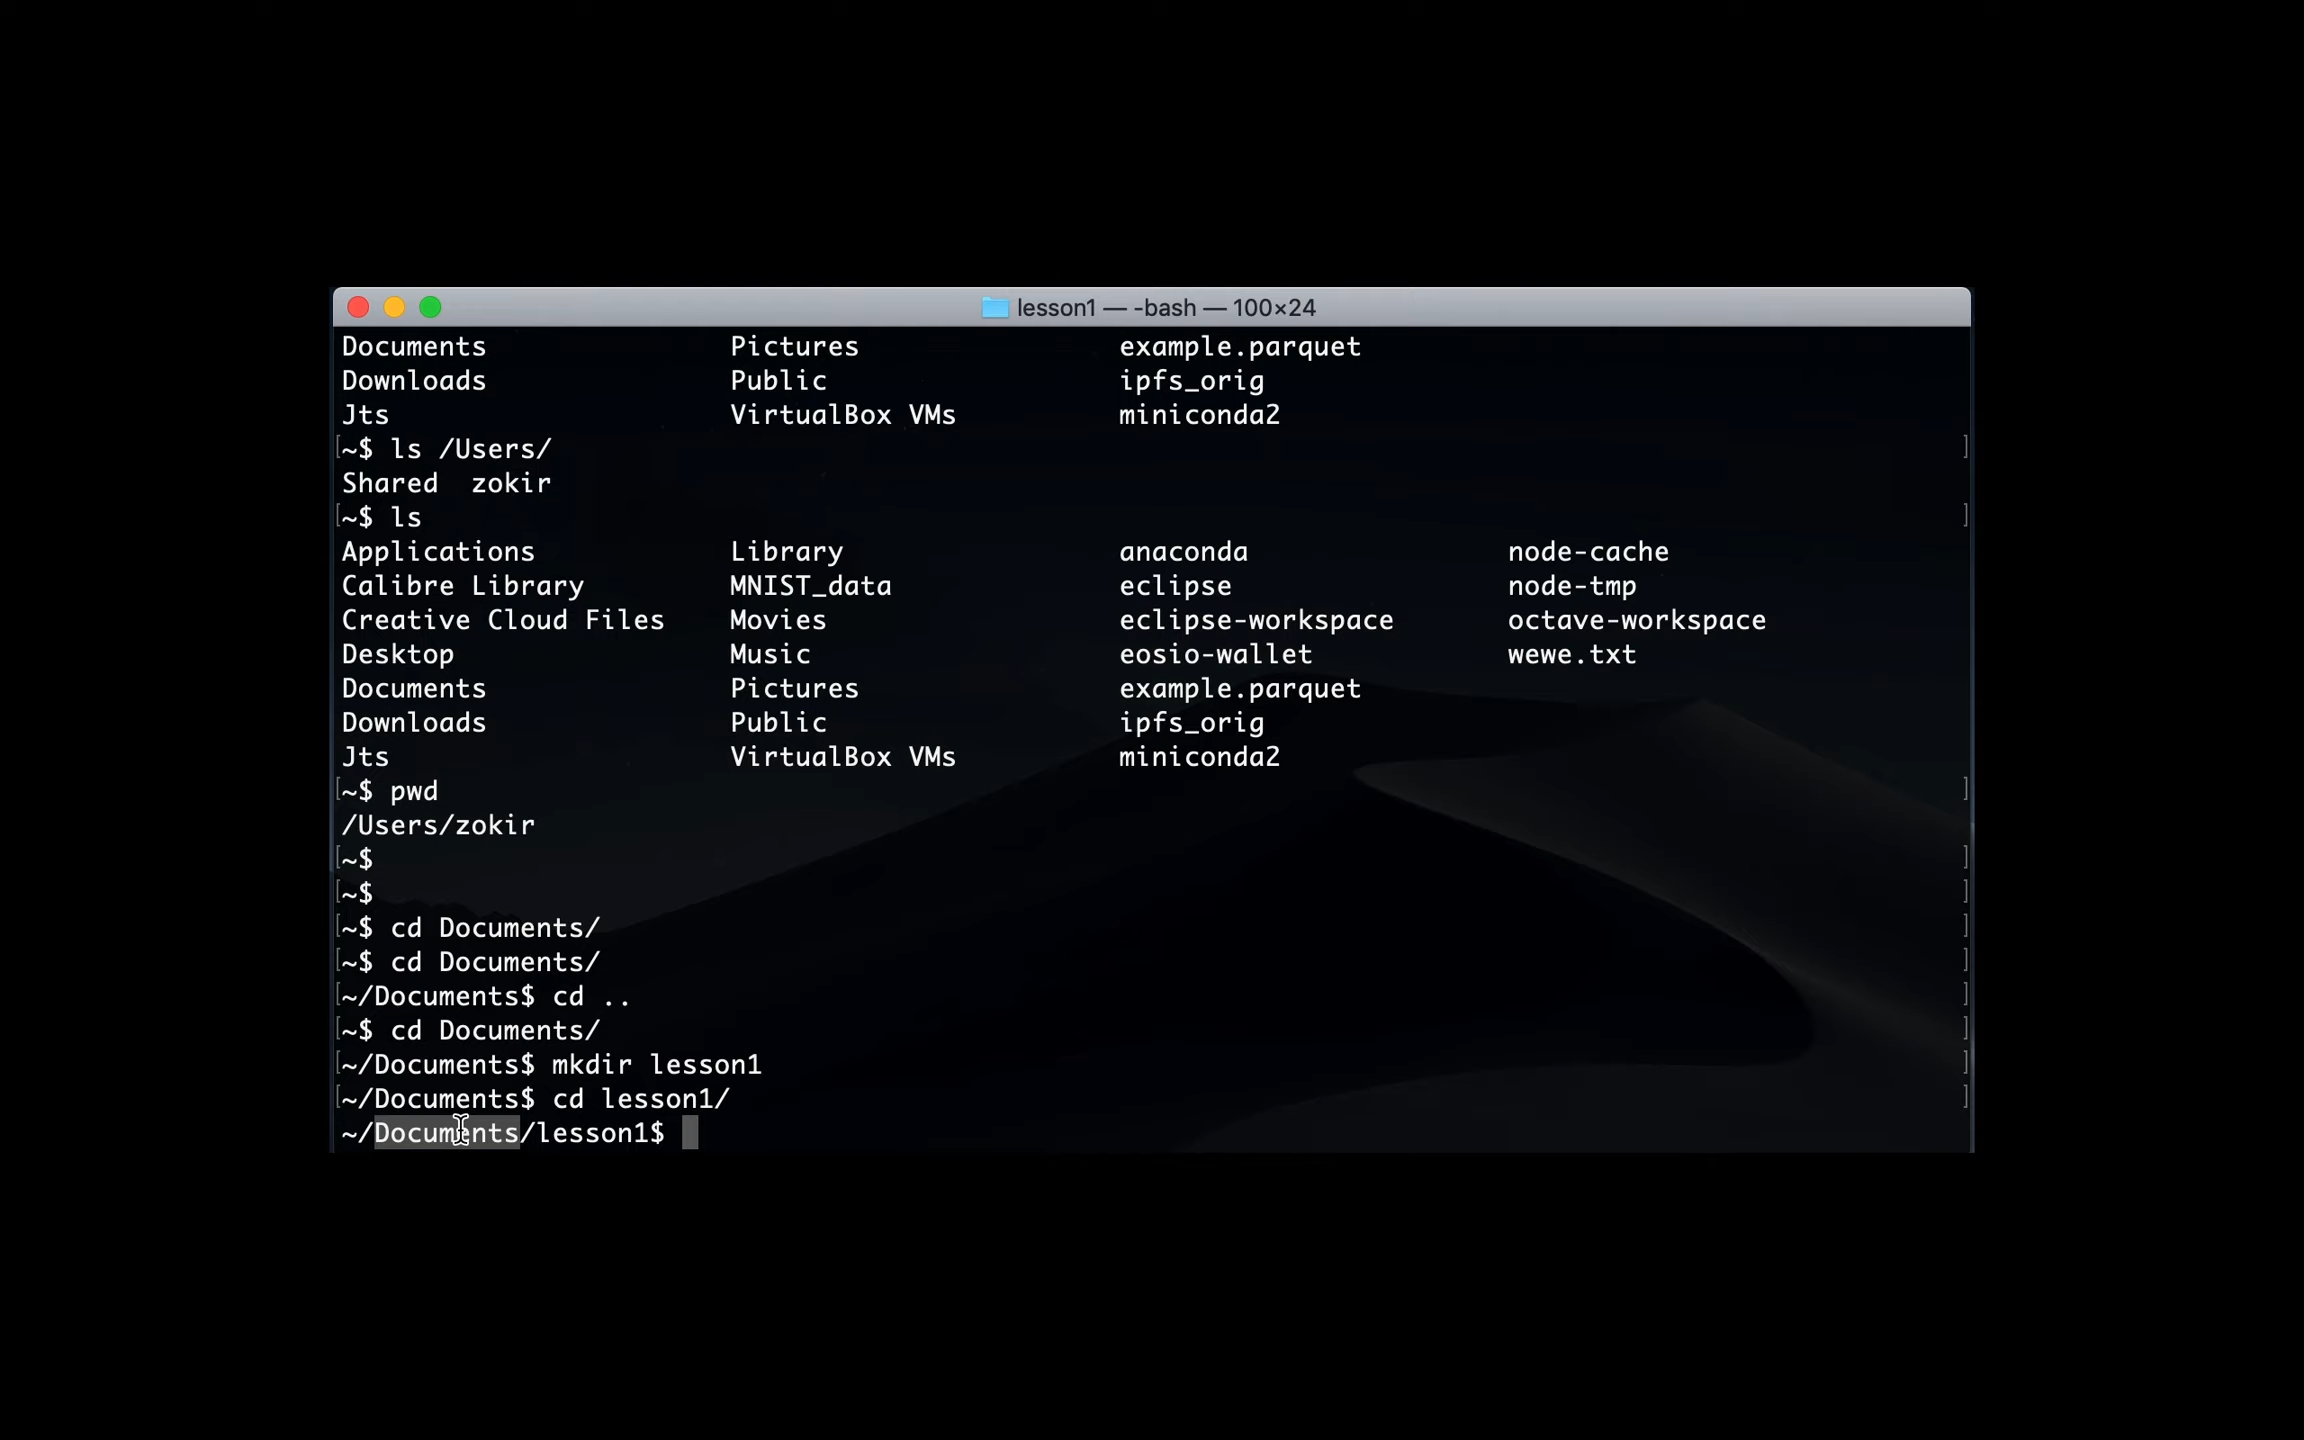 lesson1 — -bash — 100×24
Documents Pictures example.parquet
Downloads Public ipfs_orig
Jts VirtualBox VMs miniconda2
[~$ ls /Users/ ]
Shared zokir
[~$ ls ]
Applications Library anaconda node-cache
Calibre Library MNIST_data eclipse node-tmp
Creative Cloud Files Movies eclipse-workspace octave-workspace
Desktop Music eosio-wallet wewe.txt
Documents Pictures example.parquet
Downloads Public ipfs_orig
Jts VirtualBox VMs miniconda2
[~$ pwd ]
/Users/zokir
[~$ ]
[~$ ]
[~$ cd Documents/ ]
[~$ cd Documents/ ]
[~/Documents$ cd .. ]
[~$ cd Documents/ ]
[~/Documents$ mkdir lesson1 ]
[~/Documents$ cd lesson1/ ]
~/Documents/lesson1$